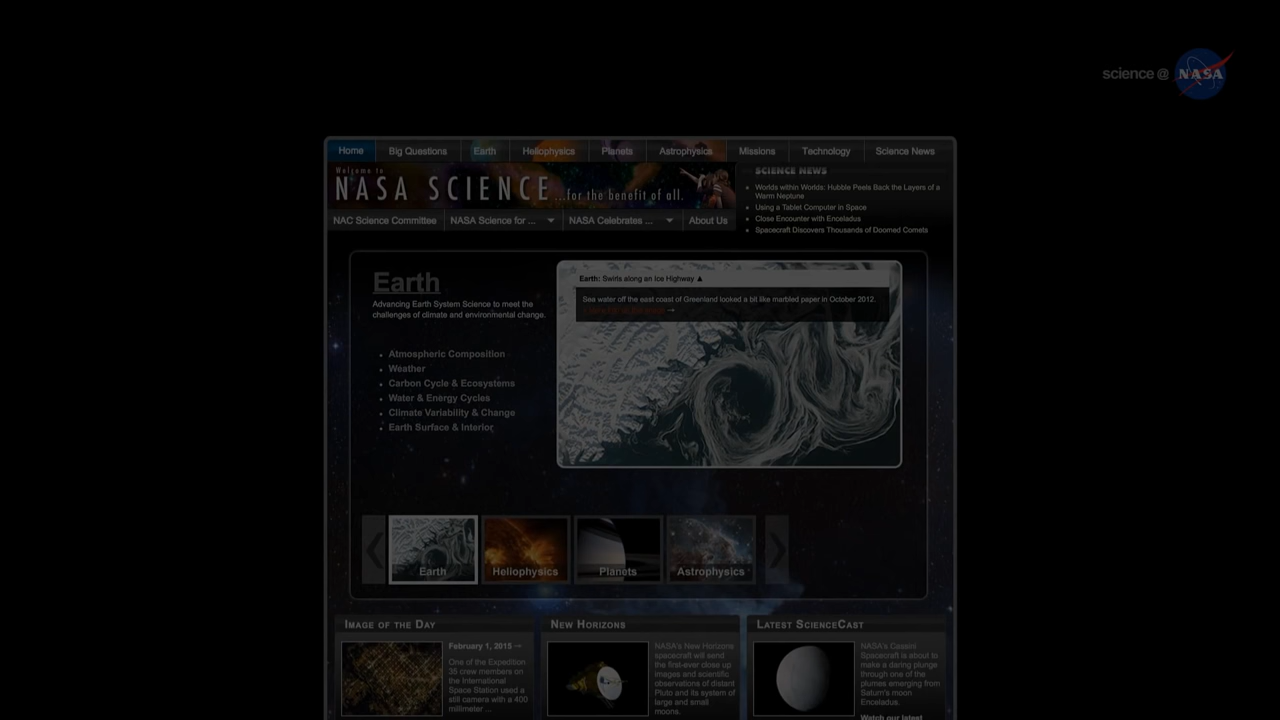 science @ NASA
Home Big Questions Earth Heliophysics Planets Astrophysics Missions Technology Science News
Welcome to
NASA SCIENCE ...for the benefit of all.
SCIENCE NEWS
Worlds within Worlds: Hubble Peels Back the Layers of a
Warm Neptune
Using a Tablet Computer in Space
Close Encounter with Enceladus
Spacecraft Discovers Thousands of Doomed Comets
NAC Science Committee NASA Science for ... NASA Celebrates ... About Us
Earth
Advancing Earth System Science to meet the
challenges of climate and environmental change.
• Atmospheric Composition
• Weather
• Carbon Cycle & Ecosystems
• Water & Energy Cycles
• Climate Variability & Change
• Earth Surface & Interior
Earth: Swirls along an Ice Highway ▲
Sea water off the east coast of Greenland looked a bit like marbled paper in October 2012.
Earth Heliophysics Planets Astrophysics
IMAGE OF THE DAY
February 1, 2015 →
One of the Expedition
35 crew members on
the International
Space Station used a
still camera with a 400
millimeter ...
NEW HORIZONS
NASA's New Horizons
spacecraft will send
the first-ever close up
images and scientific
observations of distant
Pluto and its system of
large and small
moons.
LATEST SCIENCECAST
NASA's Cassini
Spacecraft is about to
make a daring plunge
through one of the
plumes emerging from
Saturn's moon
Enceladus.
Watch our latest